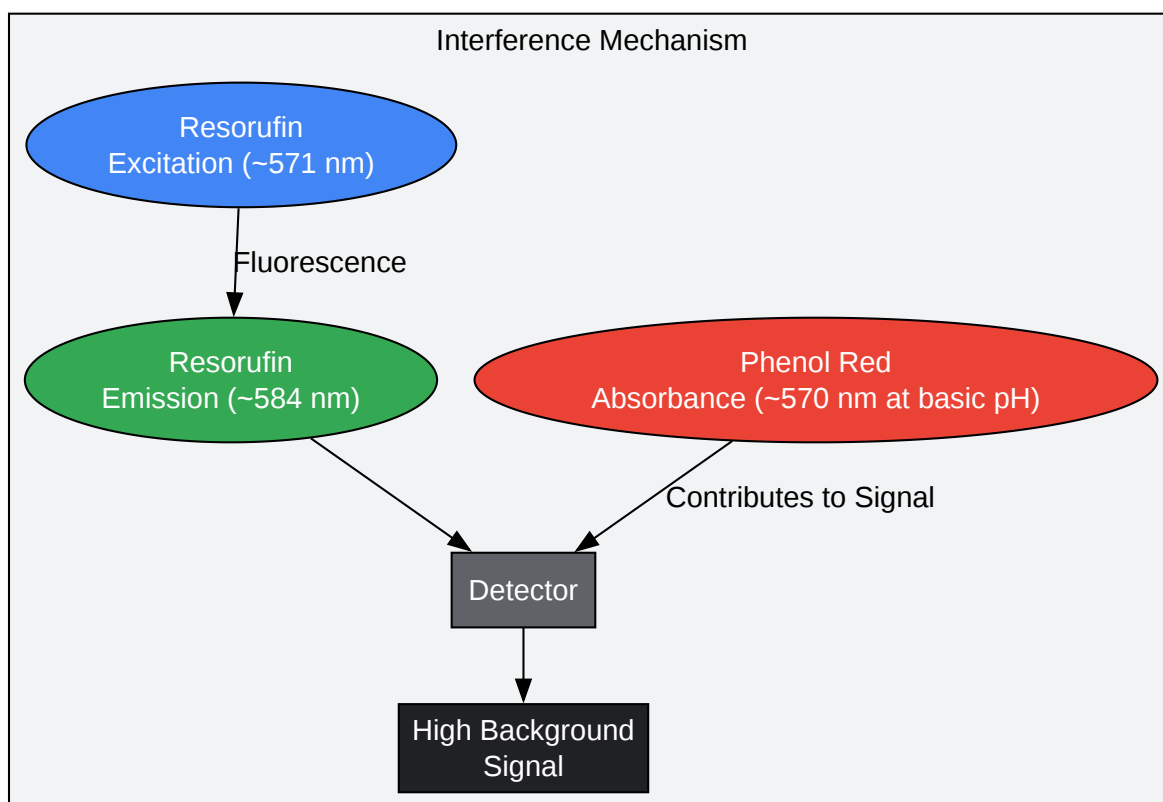 Interference Mechanism
Resorufin
Excitation (~571 nm)
Fluorescence
Resorufin
Emission (~584 nm)
Phenol Red
Absorbance (~570 nm at basic pH)
Contributes to Signal
Detector
High Background
Signal